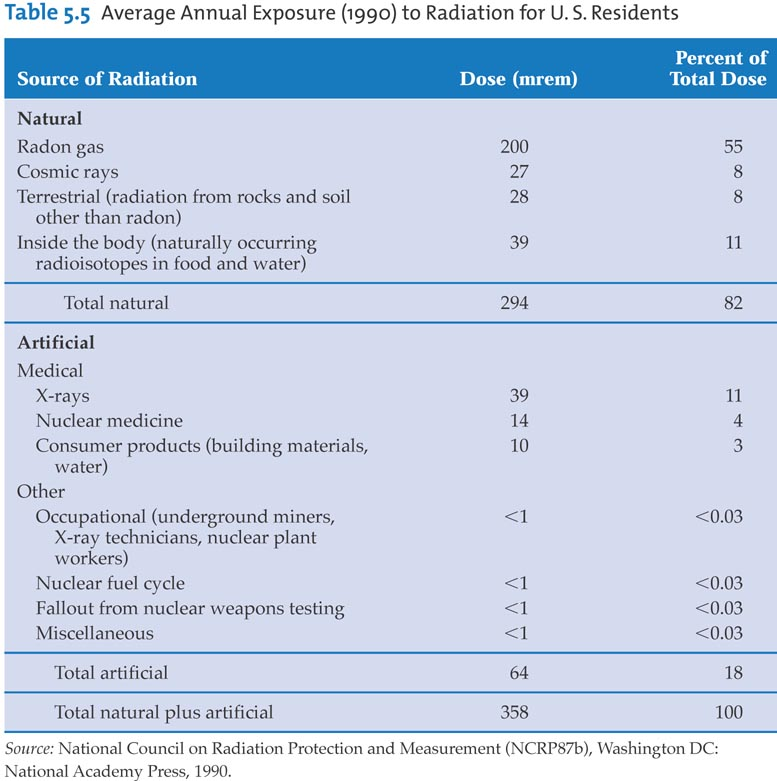 Table 5.5 Average Annual Exposure (1990) to Radiation for U. S. Residents
Source of Radiation Dose (mrem) Percent of Total Dose
Natural
Radon gas 200 55
Cosmic rays 27 8
Terrestrial (radiation from rocks and soil 28 8
other than radon)
Inside the body (naturally occurring 39 11
radioisotopes in food and water)
Total natural 294 82
Artificial
Medical
X-rays 39 11
Nuclear medicine 14 4
Consumer products (building materials, 10 3
water)
Other
Occupational (underground miners, <1 <0.03
X-ray technicians, nuclear plant
workers)
Nuclear fuel cycle <1 <0.03
Fallout from nuclear weapons testing <1 <0.03
Miscellaneous <1 <0.03
Total artificial 64 18
Total natural plus artificial 358 100
Source: National Council on Radiation Protection and Measurement (NCRP87b), Washington DC:
National Academy Press, 1990.